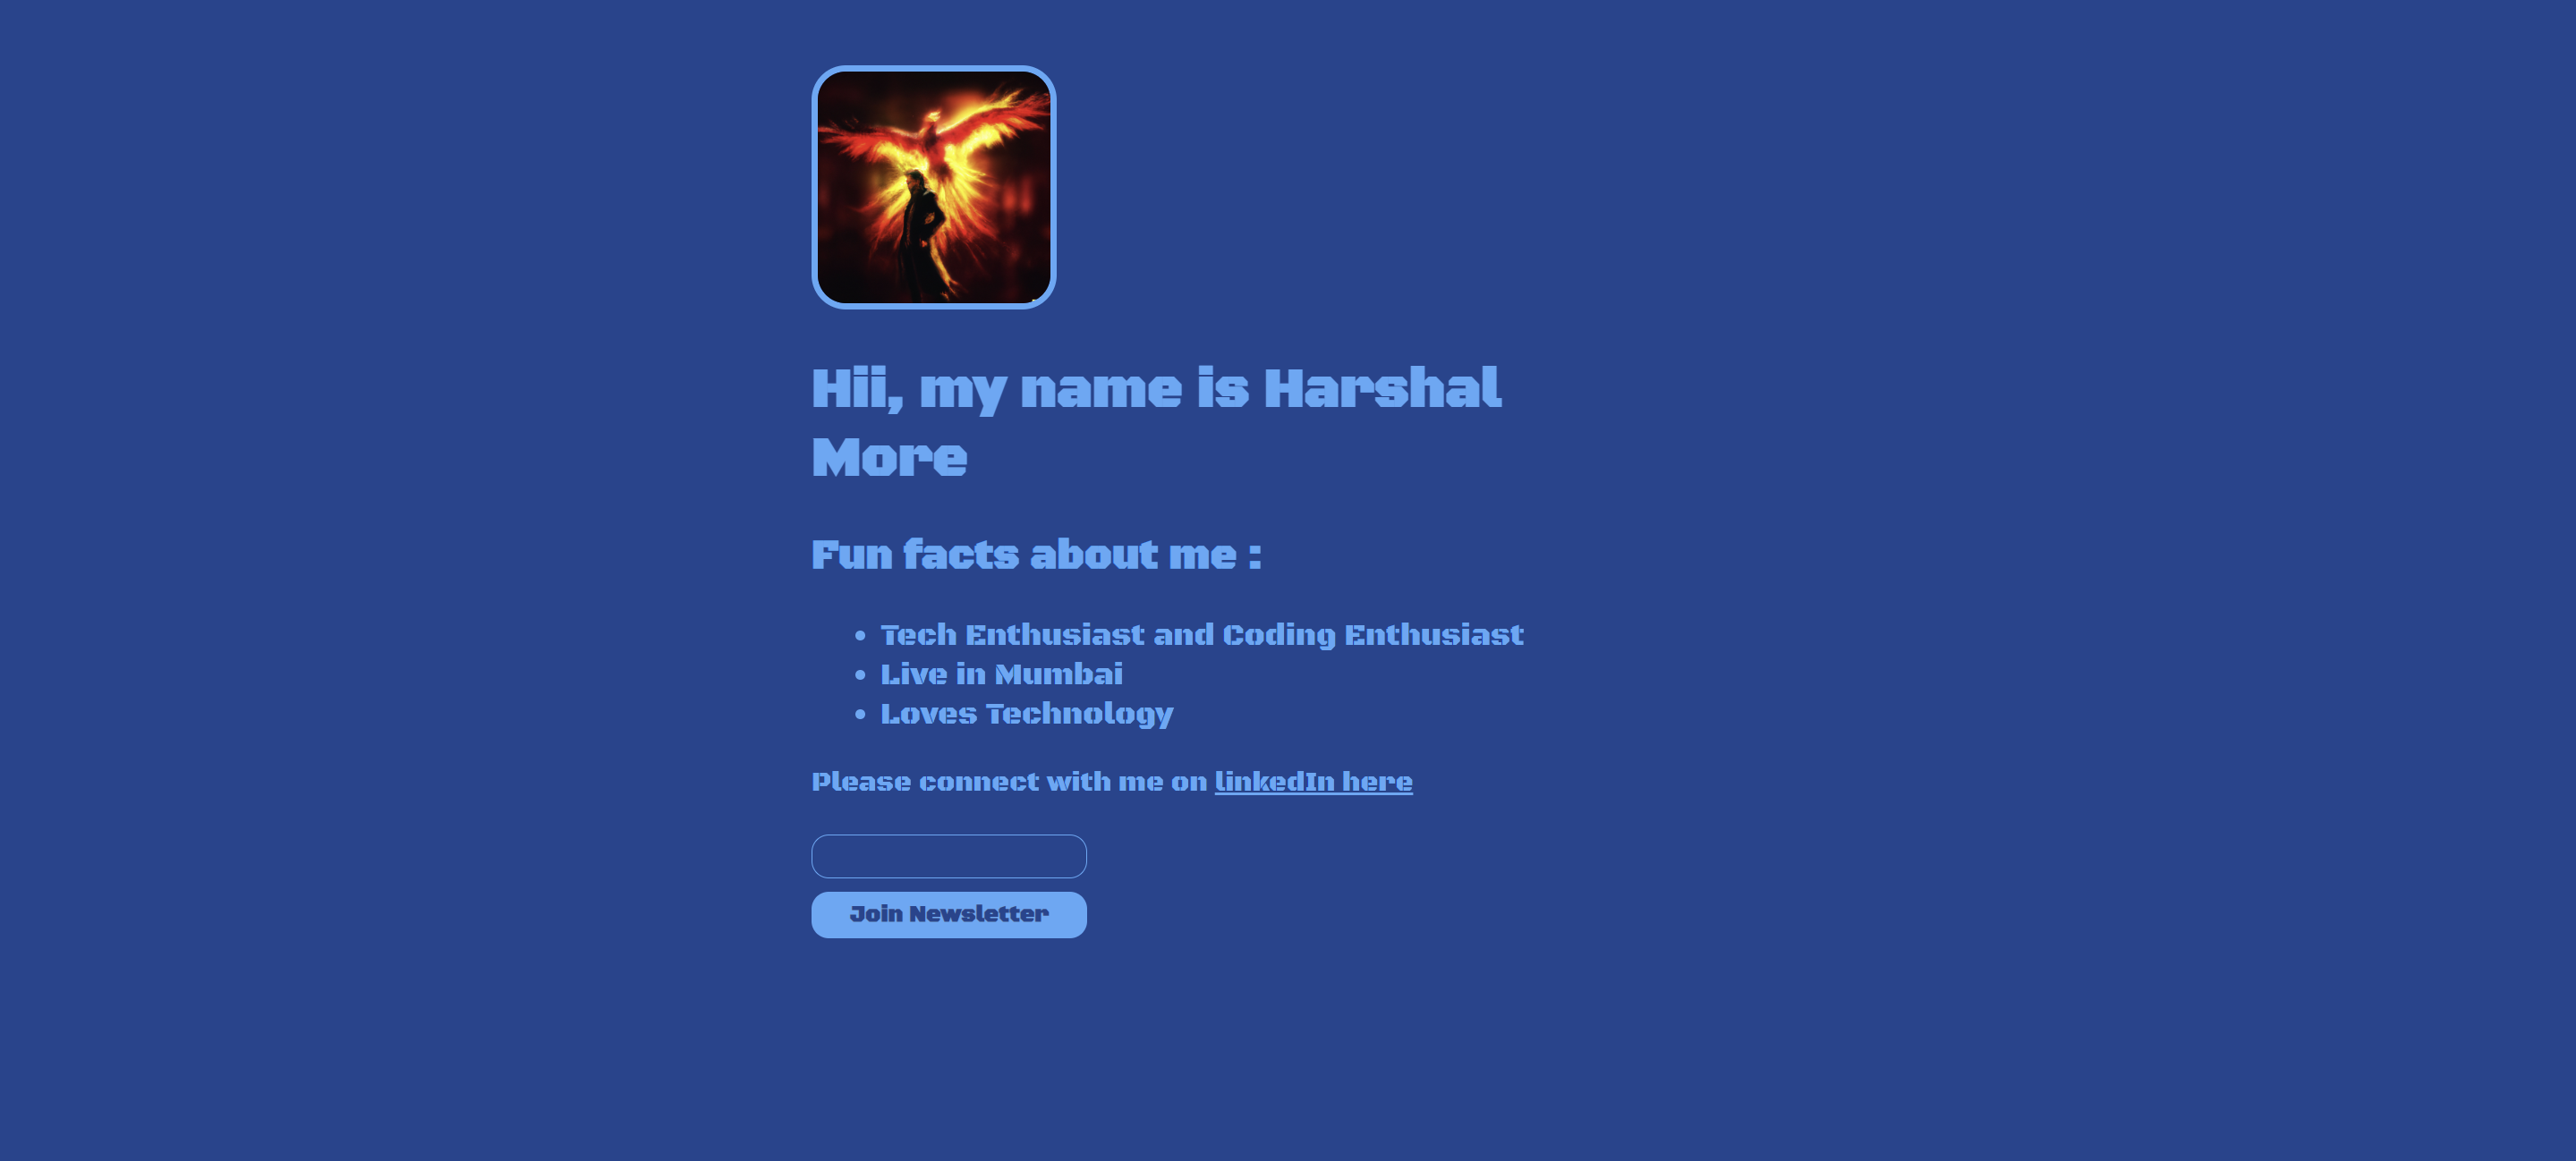 Hii, my name is Harshal
More
Fun facts about me :
Tech Enthusiast and Coding Enthusiast
Live in Mumbai
Loves Technology
Please connect with me on linkedIn here
Join Newsletter